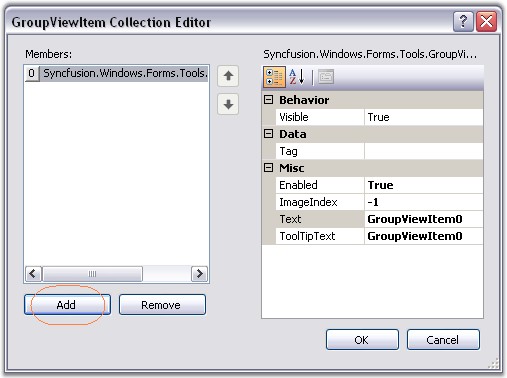 GroupViewItem Collection Editor
Members:
0 Syncfusion.Windows.Forms.Tools.
Add
Remove
Syncfusion.Windows.Forms.Tools.GroupVi...
Behavior
Visible True
Data
Tag
Misc
Enabled True
ImageIndex -1
Text GroupViewItem0
ToolTipText GroupViewItem0
OK
Cancel